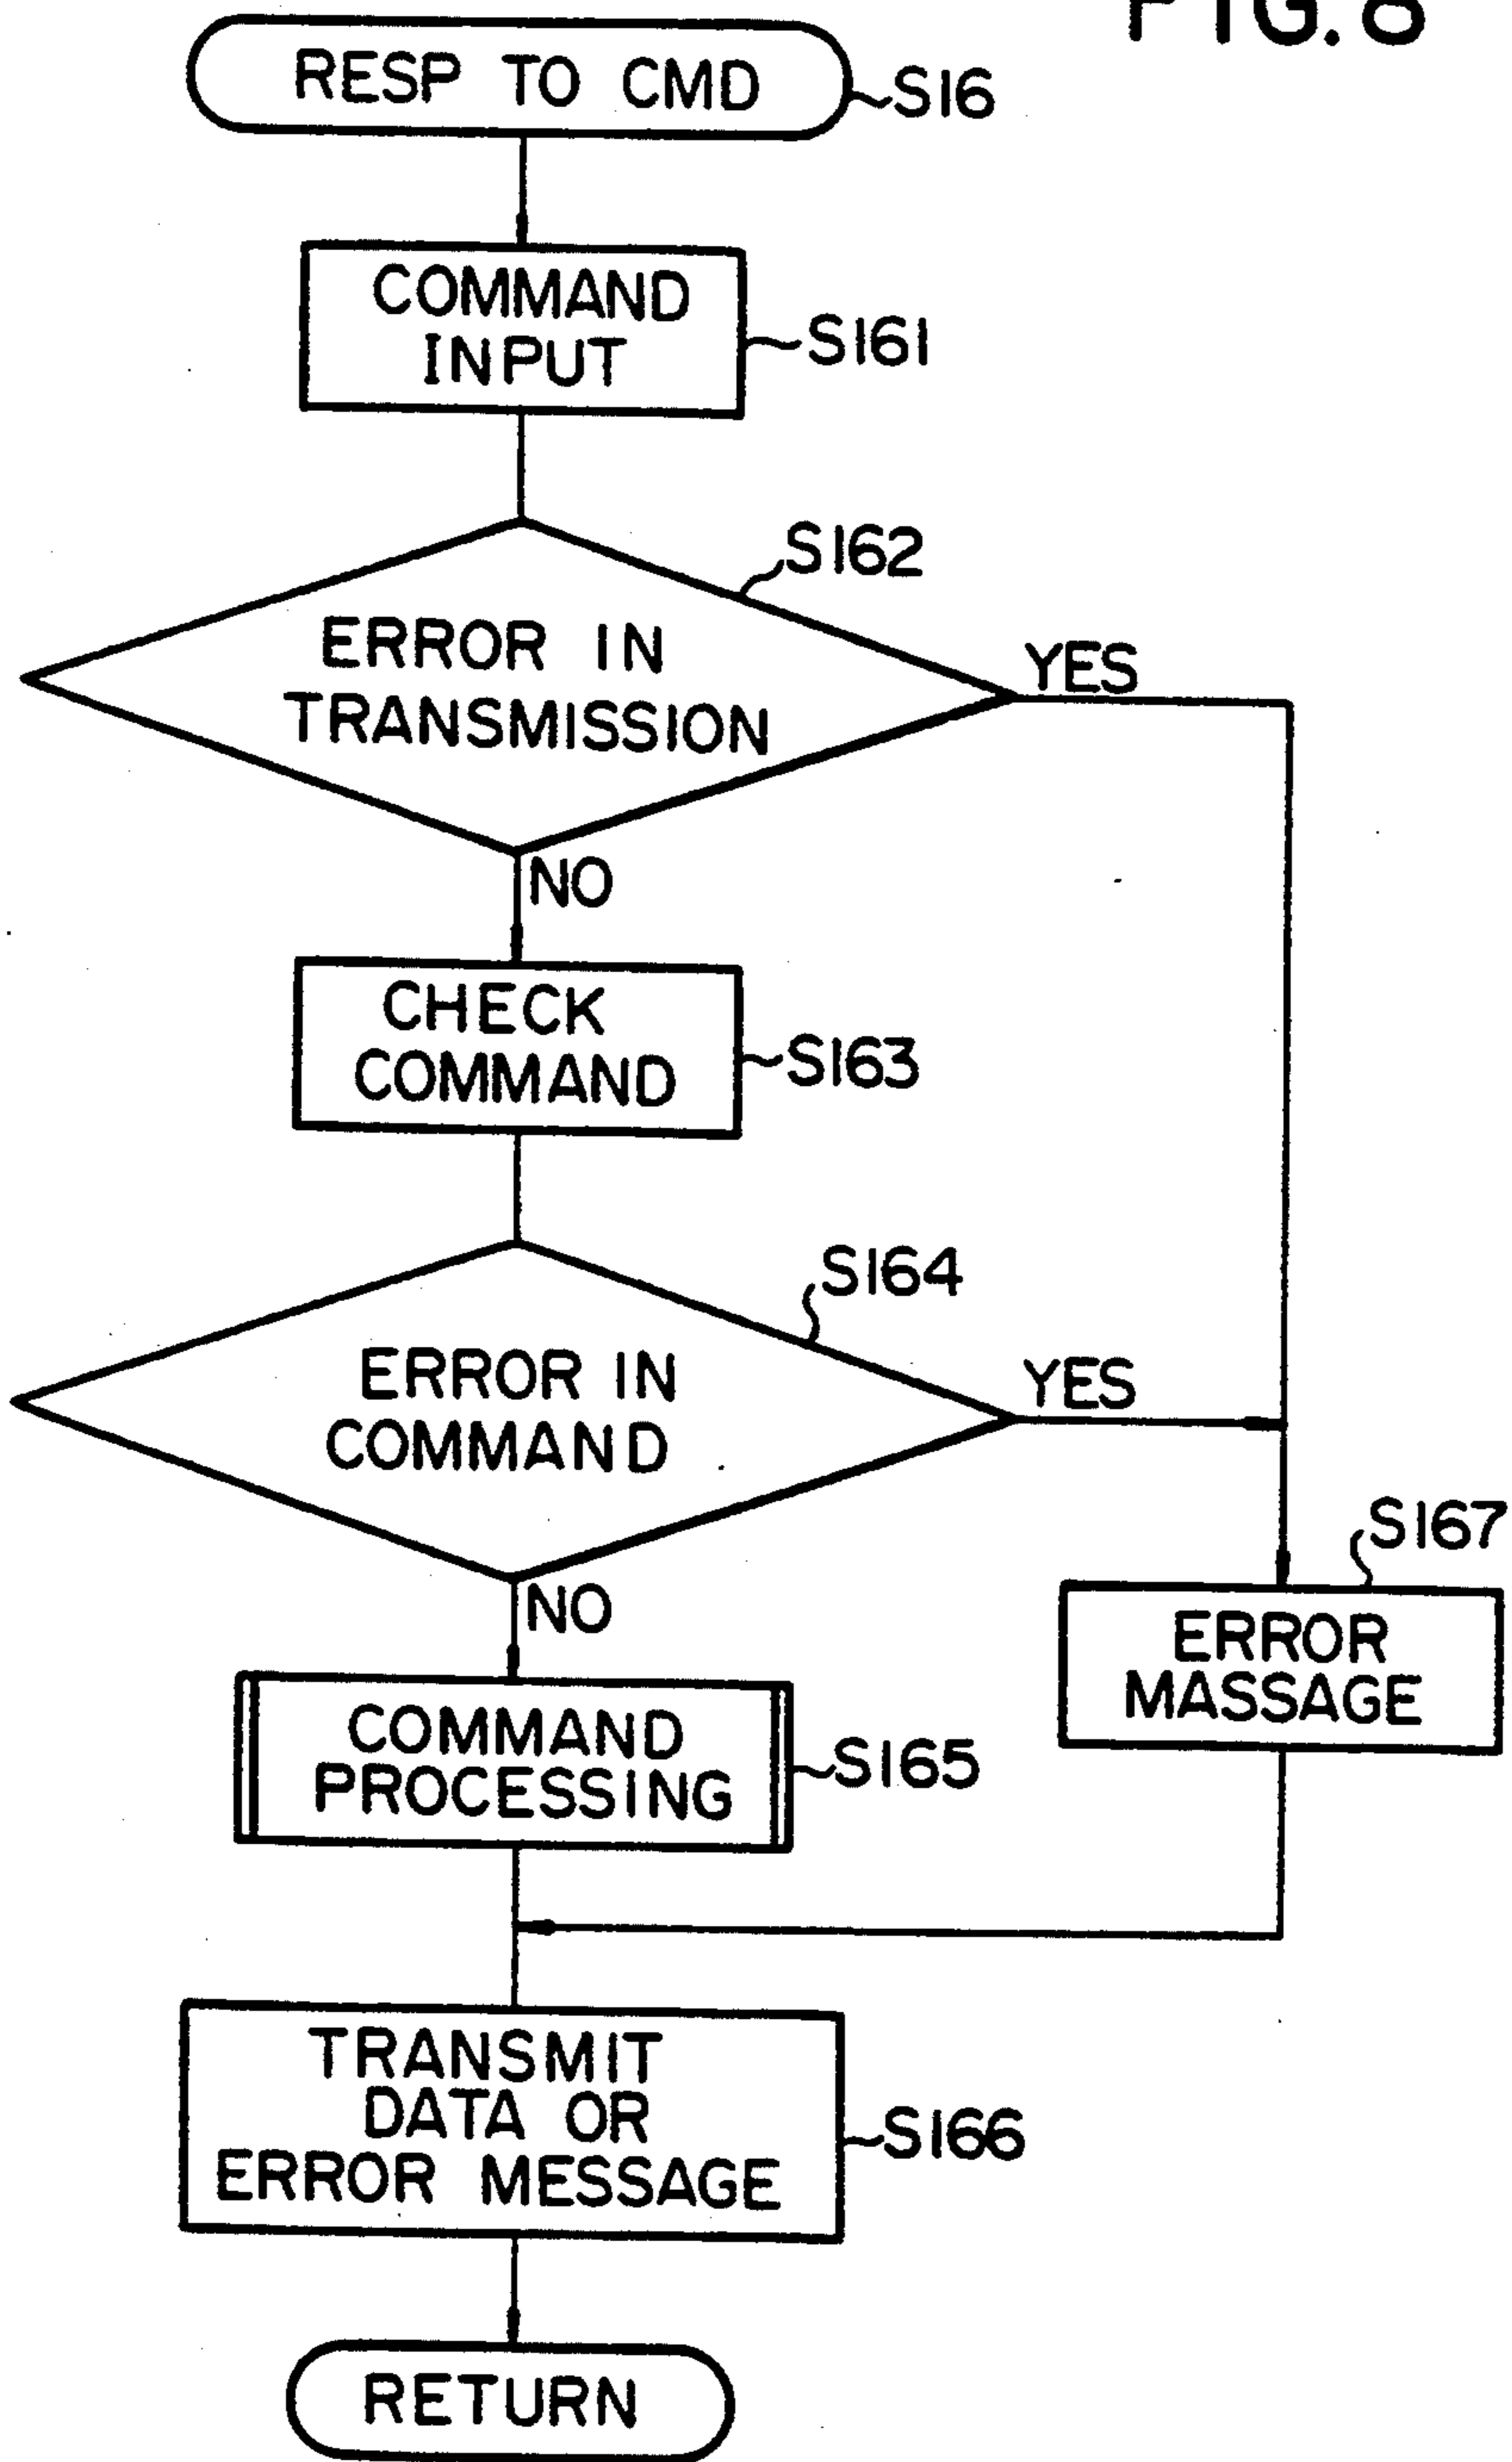 FIG. 8
RESP TO CMD
S16
COMMAND
INPUT
S161
S162
ERROR IN
TRANSMISSION
YES
NO
CHECK
COMMAND
S163
S164
ERROR IN
COMMAND
YES
NO
S167
ERROR
MASSAGE
COMMAND
PROCESSING
S165
TRANSMIT
DATA OR
ERROR MESSAGE
S166
RETURN